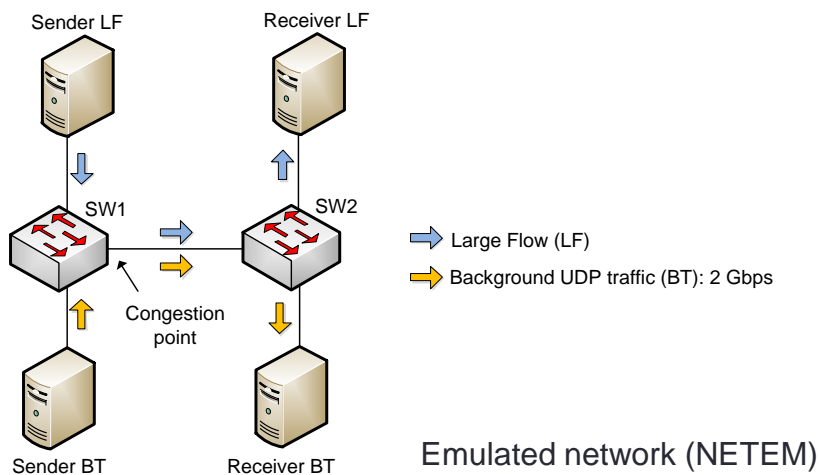 Sender LF
Receiver LF
SW1
SW2
Large Flow (LF)
Background UDP traffic (BT): 2 Gbps
Congestion
point
Sender BT
Receiver BT
Emulated network (NETEM)